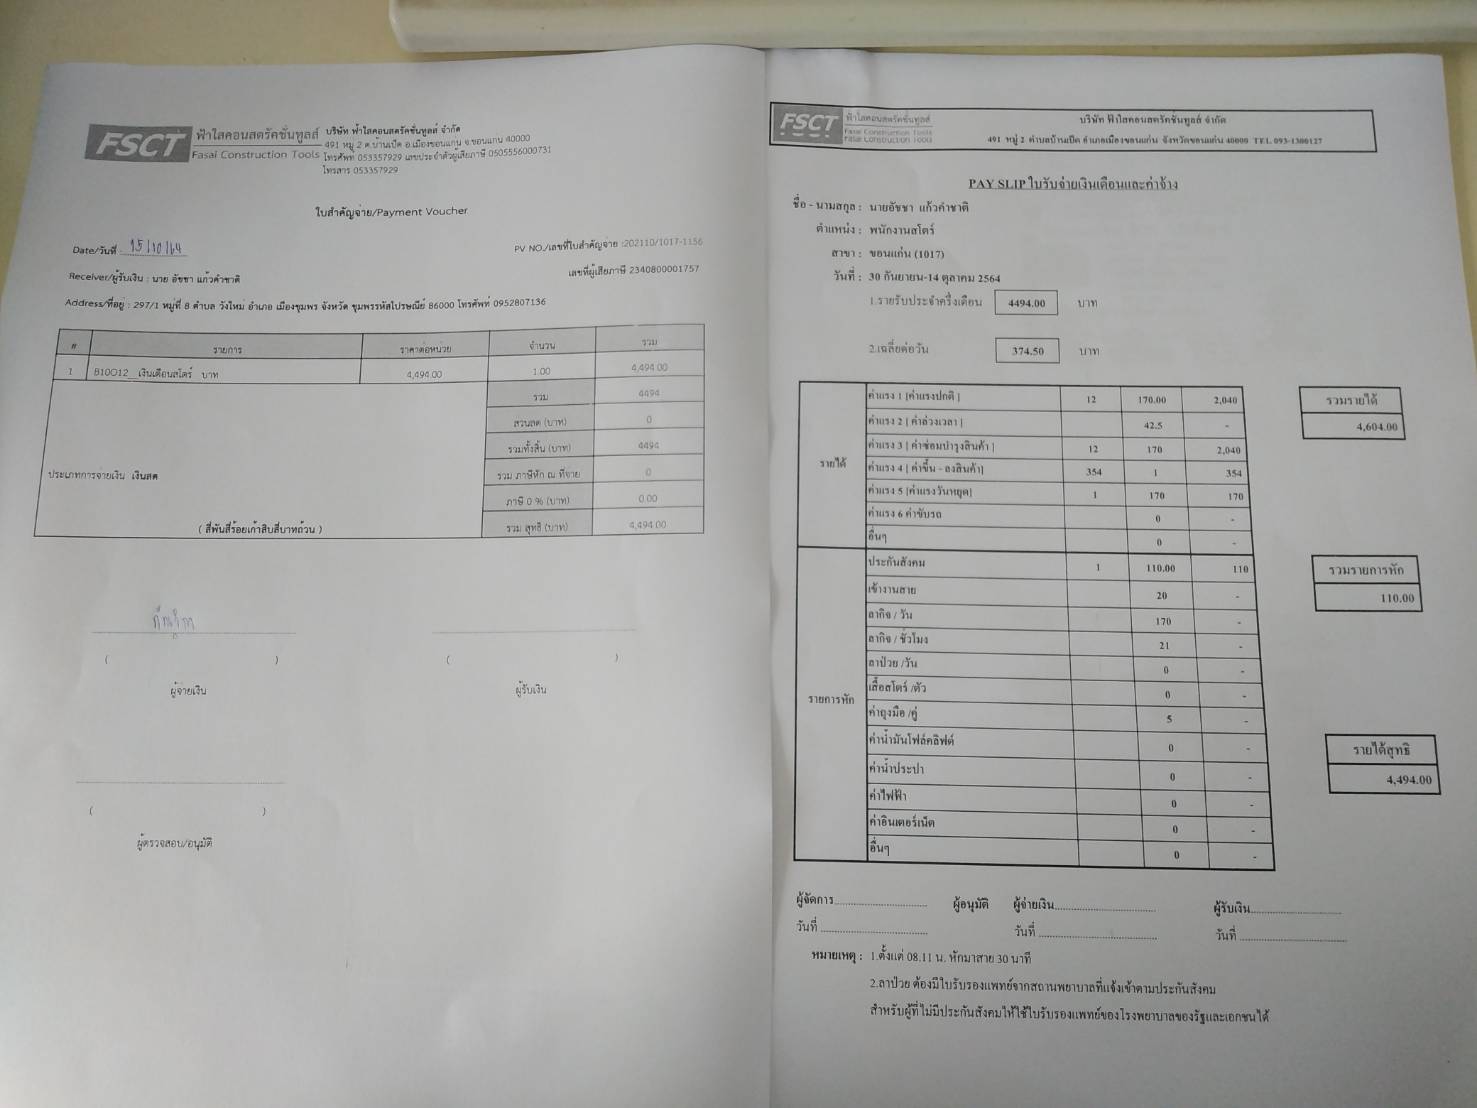 FSCT
ฟ้าใสคอนสตรัคชั่นทูลส์
Fasai Construction Tools
บริษัท ฟ้าใสคอนสตรัคชั่นทูลส์ จำกัด
491 หมู่ 2 ต.บ้านเป็ด อ.เมืองขอนแก่น จ.ขอนแก่น 40000
โทรศัพท์ 053357929 เลขประจำตัวผู้เสียภาษี 0505556000731
โทรสาร 053357929
ใบสำคัญจ่าย/Payment Voucher
Date/วันที่ : 15/10/64
PV NO./เลขที่ใบสำคัญจ่าย :202110/1017-1156
Receiver/ผู้รับเงิน : นาย อัชชา แก้วคำชาติ
เลขที่ผู้เสียภาษี 2340800001757
Address/ที่อยู่ : 297/1 หมู่ที่ 8 ตำบล วังใหม่ อำเภอ เมืองชุมพร จังหวัด ชุมพรรหัสไปรษณีย์ 86000 โทรศัพท์ 0952807136
# รายการ ราคาต่อหน่วย จำนวน รวม
1 B10012__เงินเดือนสโตร์ บาท 4,494.00 1.00 4,494.00
รวม 4494
ส่วนลด (บาท) 0
รวมทั้งสิ้น (บาท) 4494
ประเภทการจ่ายเงิน เงินสด
รวม ภาษีหัก ณ ที่จ่าย 0
ภาษี 0 % (บาท) 0.00
( สี่พันสี่ร้อยเก้าสิบสี่บาทถ้วน )
รวม สุทธิ (บาท) 4,494.00
( )
( )
ผู้จ่ายเงิน
ผู้รับเงิน
( )
ผู้ตรวจสอบ/อนุมัติ
FSCT
ฟ้าใสคอนสตรัคชั่นทูลส์
Fasai Construction Tools
Fasai Construction Tools
บริษัท ฟ้าใสคอนสตรัคชั่นทูลส์ จำกัด
491 หมู่ 2 ตำบลบ้านเป็ด อำเภอเมืองขอนแก่น จังหวัดขอนแก่น 40000 TEL 093-1300127
PAY SLIP ใบรับจ่ายเงินเดือนและค่าจ้าง
ชื่อ - นามสกุล : นายอัชชา แก้วคำชาติ
ตำแหน่ง : พนักงานสโตร์
สาขา : ขอนแก่น (1017)
วันที่ : 30 กันยายน-14 ตุลาคม 2564
1.รายรับประจำครึ่งเดือน 4494.00 บาท
2.เฉลี่ยต่อวัน 374.50 บาท
รายได้
ค่าแรง 1 [ค่าแรงปกติ ] 12 170.00 2,040
ค่าแรง 2 [ ค่าล่วงเวลา ] 42.5 -
ค่าแรง 3 [ ค่าซ่อมบำรุงสินค้า ] 12 170 2,040
ค่าแรง 4 [ ค่าขึ้น - ลงสินค้า] 354 1 354
ค่าแรง 5 [ค่าแรงวันหยุด] 1 170 170
ค่าแรง 6 ค่าขับรถ 0 -
อื่นๆ 0 -
รวมรายได้
4,604.00
รายการหัก
ประกันสังคม 1 110.00 110
เข้างานสาย 20 -
ลากิจ / วัน 170 -
ลากิจ / ชั่วโมง 21 -
ลาป่วย /วัน 0 -
เสื้อสโตร์ /ตัว 0 -
ค่าถุงมือ /คู่ 5 -
ค่าน้ำมันโฟล์คลิฟต์ 0 -
ค่าน้ำประปา 0 -
ค่าไฟฟ้า 0 -
ค่าอินเตอร์เน็ต 0 -
อื่นๆ 0 -
รวมรายการหัก
110.00
รายได้สุทธิ
4,494.00
ผู้จัดการ ผู้อนุมัติ ผู้จ่ายเงิน ผู้รับเงิน
วันที่ วันที่ วันที่
หมายเหตุ : 1.ตั้งแต่ 08.11 น. หักมาสาย 30 นาที
2.ลาป่วย ต้องมีใบรับรองแพทย์จากสถานพยาบาลที่แจ้งเข้าตามประกันสังคม
สำหรับผู้ที่ไม่มีประกันสังคมให้ใช้ใบรับรองแพทย์ของโรงพยาบาลของรัฐและเอกชนได้